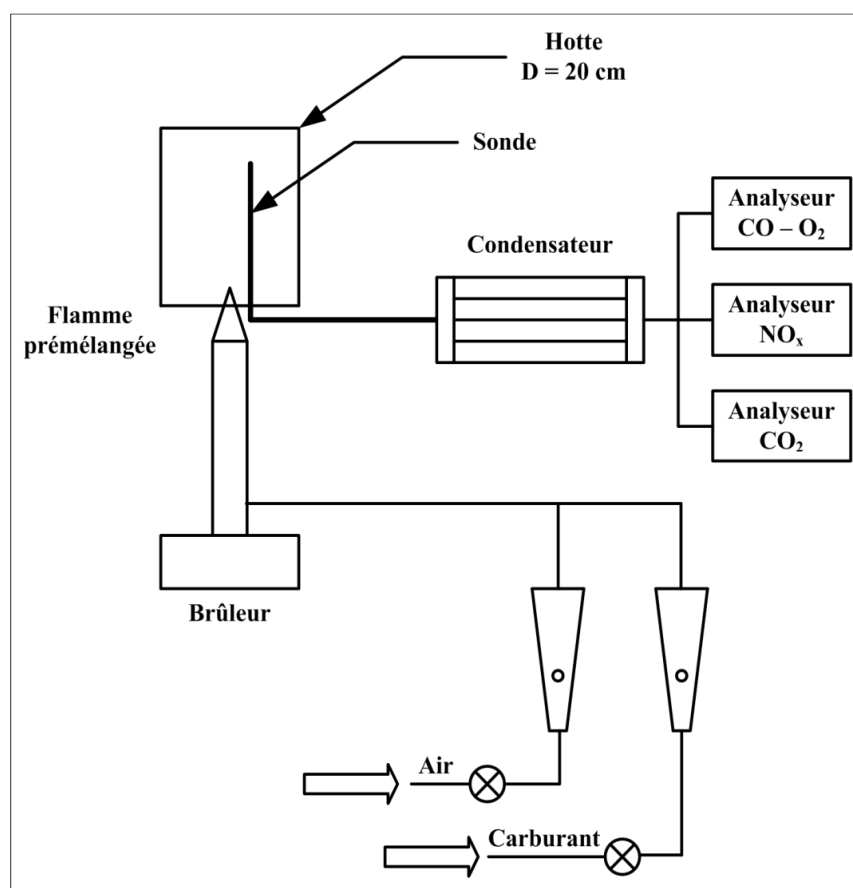 Hotte
D = 20 cm
Sonde
Analyseur
CO – O₂
Condensateur
Flamme
prémélangée
Analyseur
NOₓ
Analyseur
CO₂
Brûleur
Air
Carburant